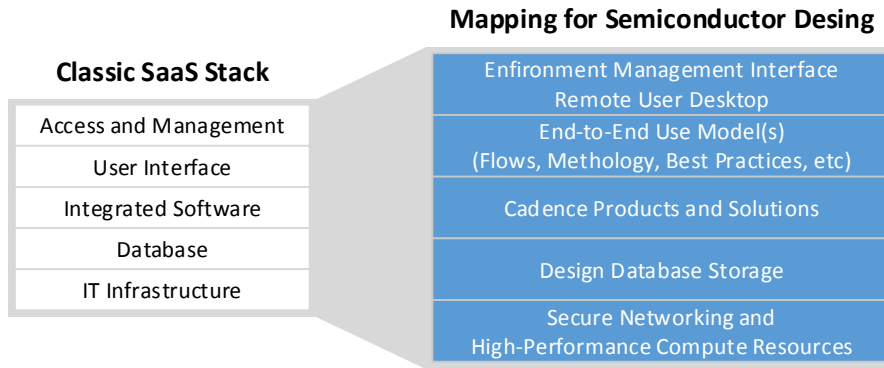 Mapping for Semiconductor Desing
Classic SaaS Stack
Access and Management
User Interface
Integrated Software
Database
IT Infrastructure
Enfironment Management Interface
Remote User Desktop
End-to-End Use Model(s)
(Flows, Methology, Best Practices, etc)
Cadence Products and Solutions
Design Database Storage
Secure Networking and
High-Performance Compute Resources